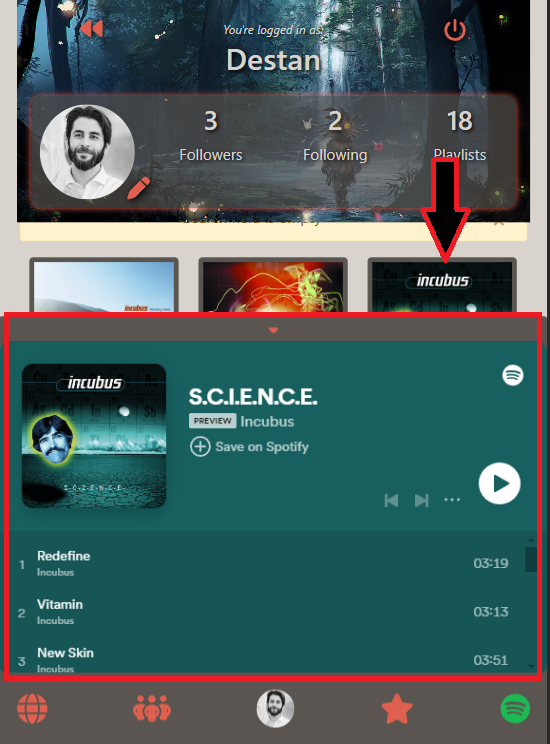 You're logged in as:
Destan
3
2
18
Followers
Following
Playlists
incubus
incubus
incubus
S.C.I.E.N.C.E.
PREVIEW Incubus
Save on Spotify
S.C.I.E.N.C.E.
1 Redefine 03:19
Incubus
2 Vitamin 03:13
Incubus
3 New Skin 03:51
Incubus